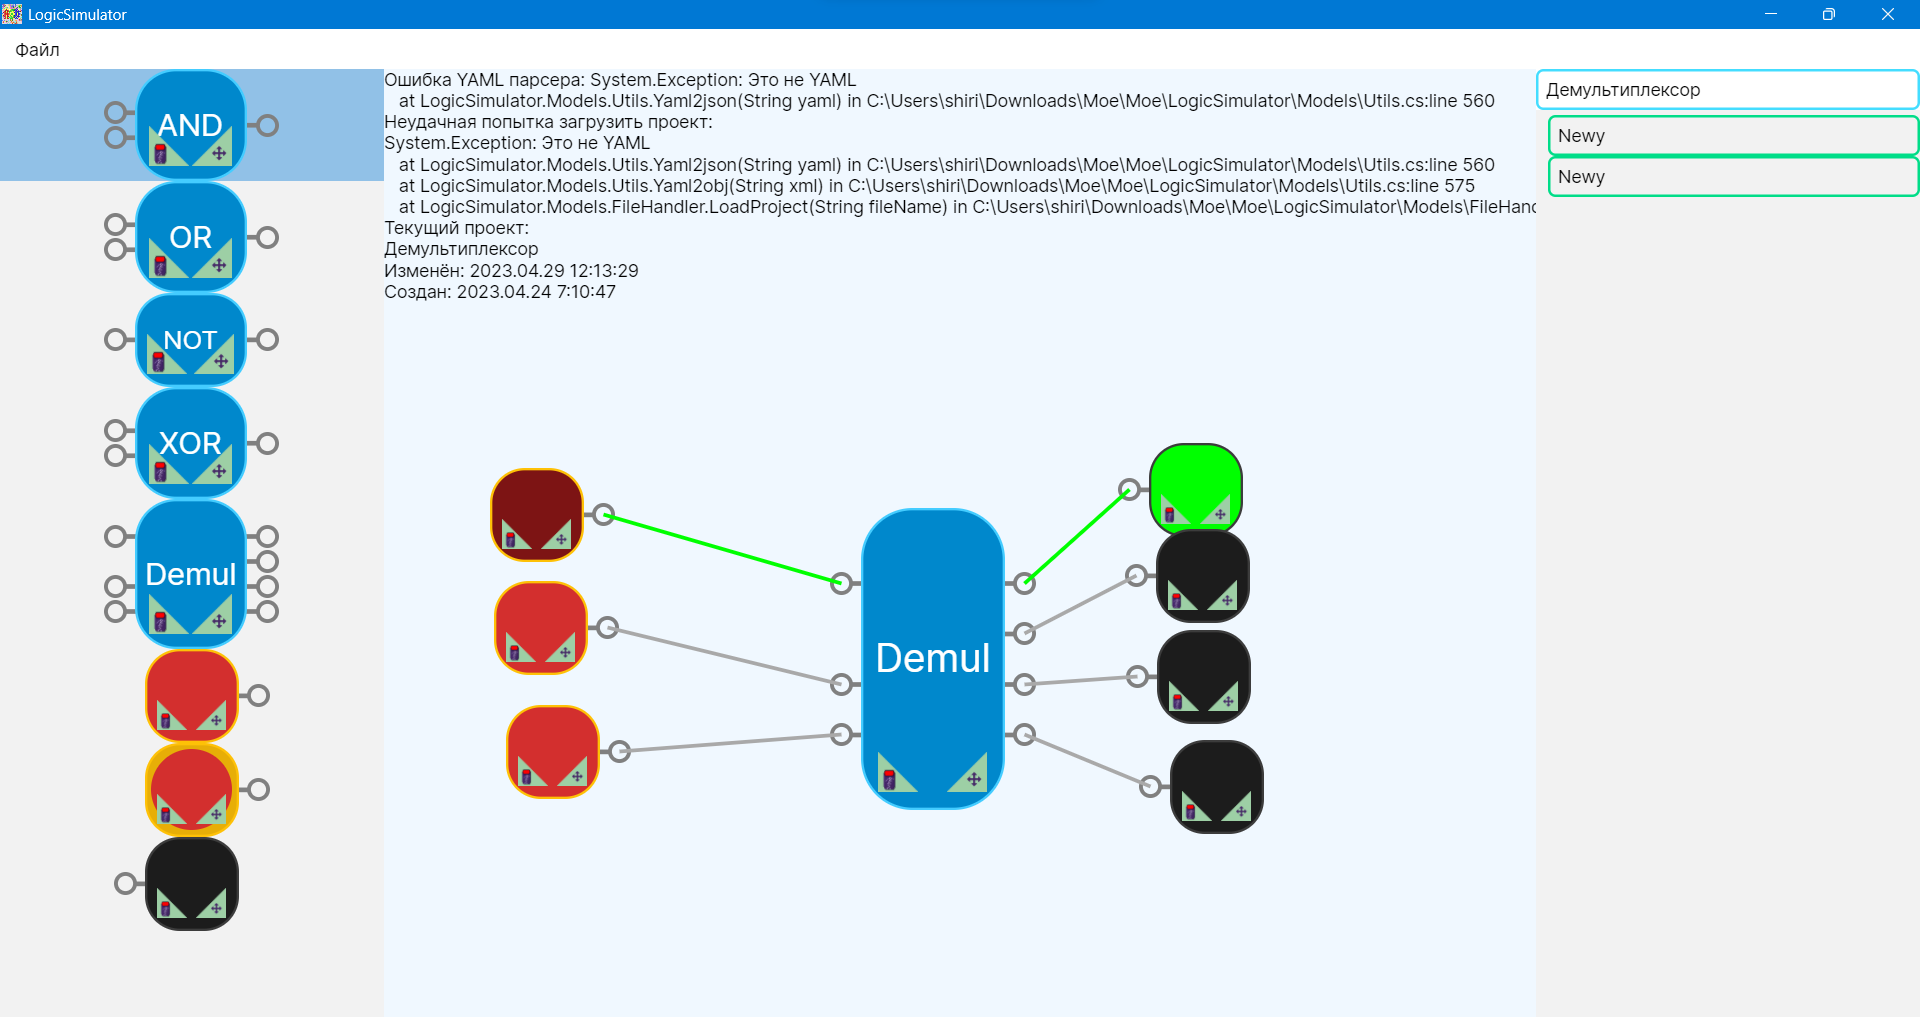 LogicSimulator
Файл
AND
OR
NOT
XOR
Demul
Ошибка YAML парсера: System.Exception: Это не YAML
at LogicSimulator.Models.Utils.Yaml2json(String yaml) in C:\Users\shiri\Downloads\Moe\Moe\LogicSimulator\Models\Utils.cs:line 560
Неудачная попытка загрузить проект:
System.Exception: Это не YAML
at LogicSimulator.Models.Utils.Yaml2json(String yaml) in C:\Users\shiri\Downloads\Moe\Moe\LogicSimulator\Models\Utils.cs:line 560
at LogicSimulator.Models.Utils.Yaml2obj(String xml) in C:\Users\shiri\Downloads\Moe\Moe\LogicSimulator\Models\Utils.cs:line 575
at LogicSimulator.Models.FileHandler.LoadProject(String fileName) in C:\Users\shiri\Downloads\Moe\Moe\LogicSimulator\Models\FileHand
Текущий проект:
Демультиплексор
Изменён: 2023.04.29 12:13:29
Создан: 2023.04.24 7:10:47
Demul
Демультиплексор
Newy
Newy